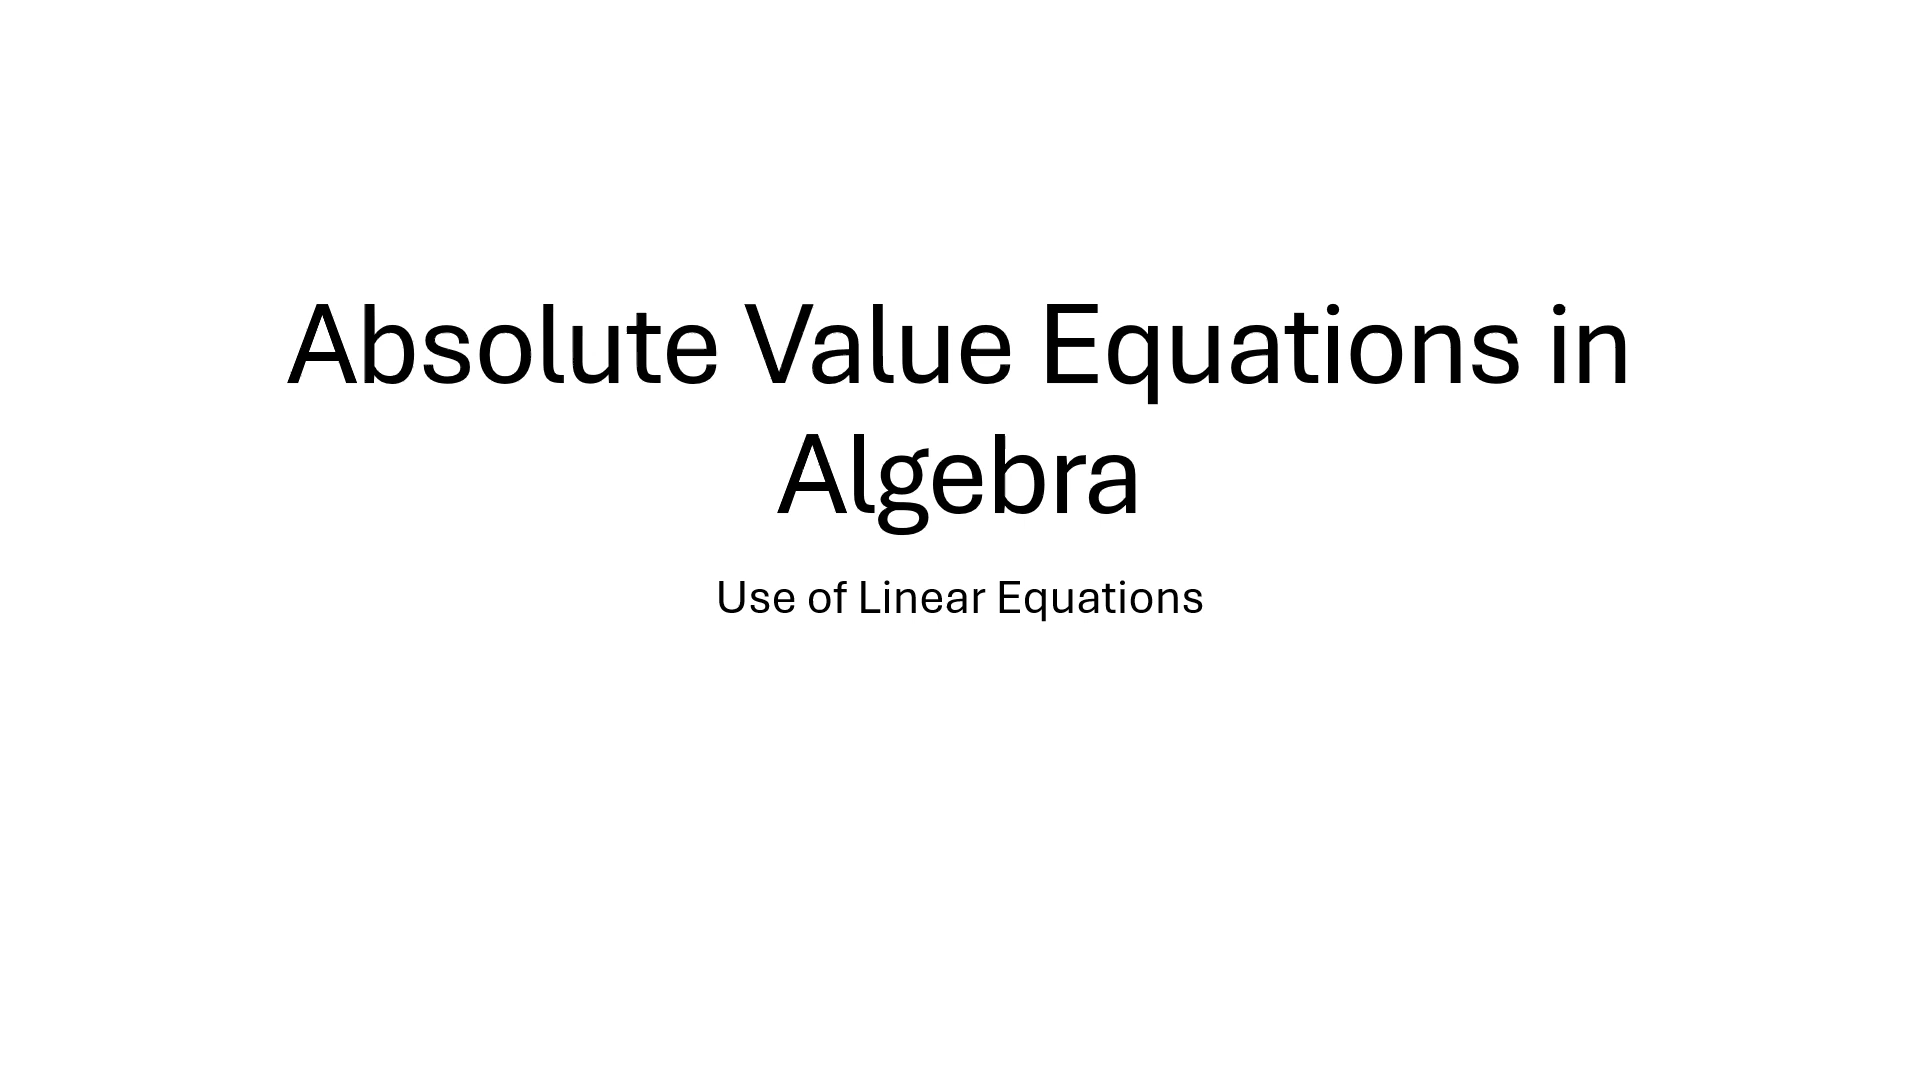 Absolute Value Equations in
Algebra
Use of Linear Equations